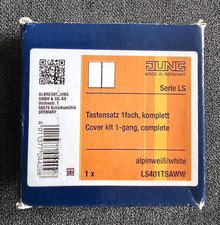 JUNG
MADE IN GERMANY
Serie LS
ALBRECHT JUNG
GMBH & CO. KG
Volmestr. 1
58579 Schalksmühle
GERMANY
Tastensatz 1fach, komplett
Cover kit 1-gang, complete
alpinweiß/white
1 x
LS401TSAWW